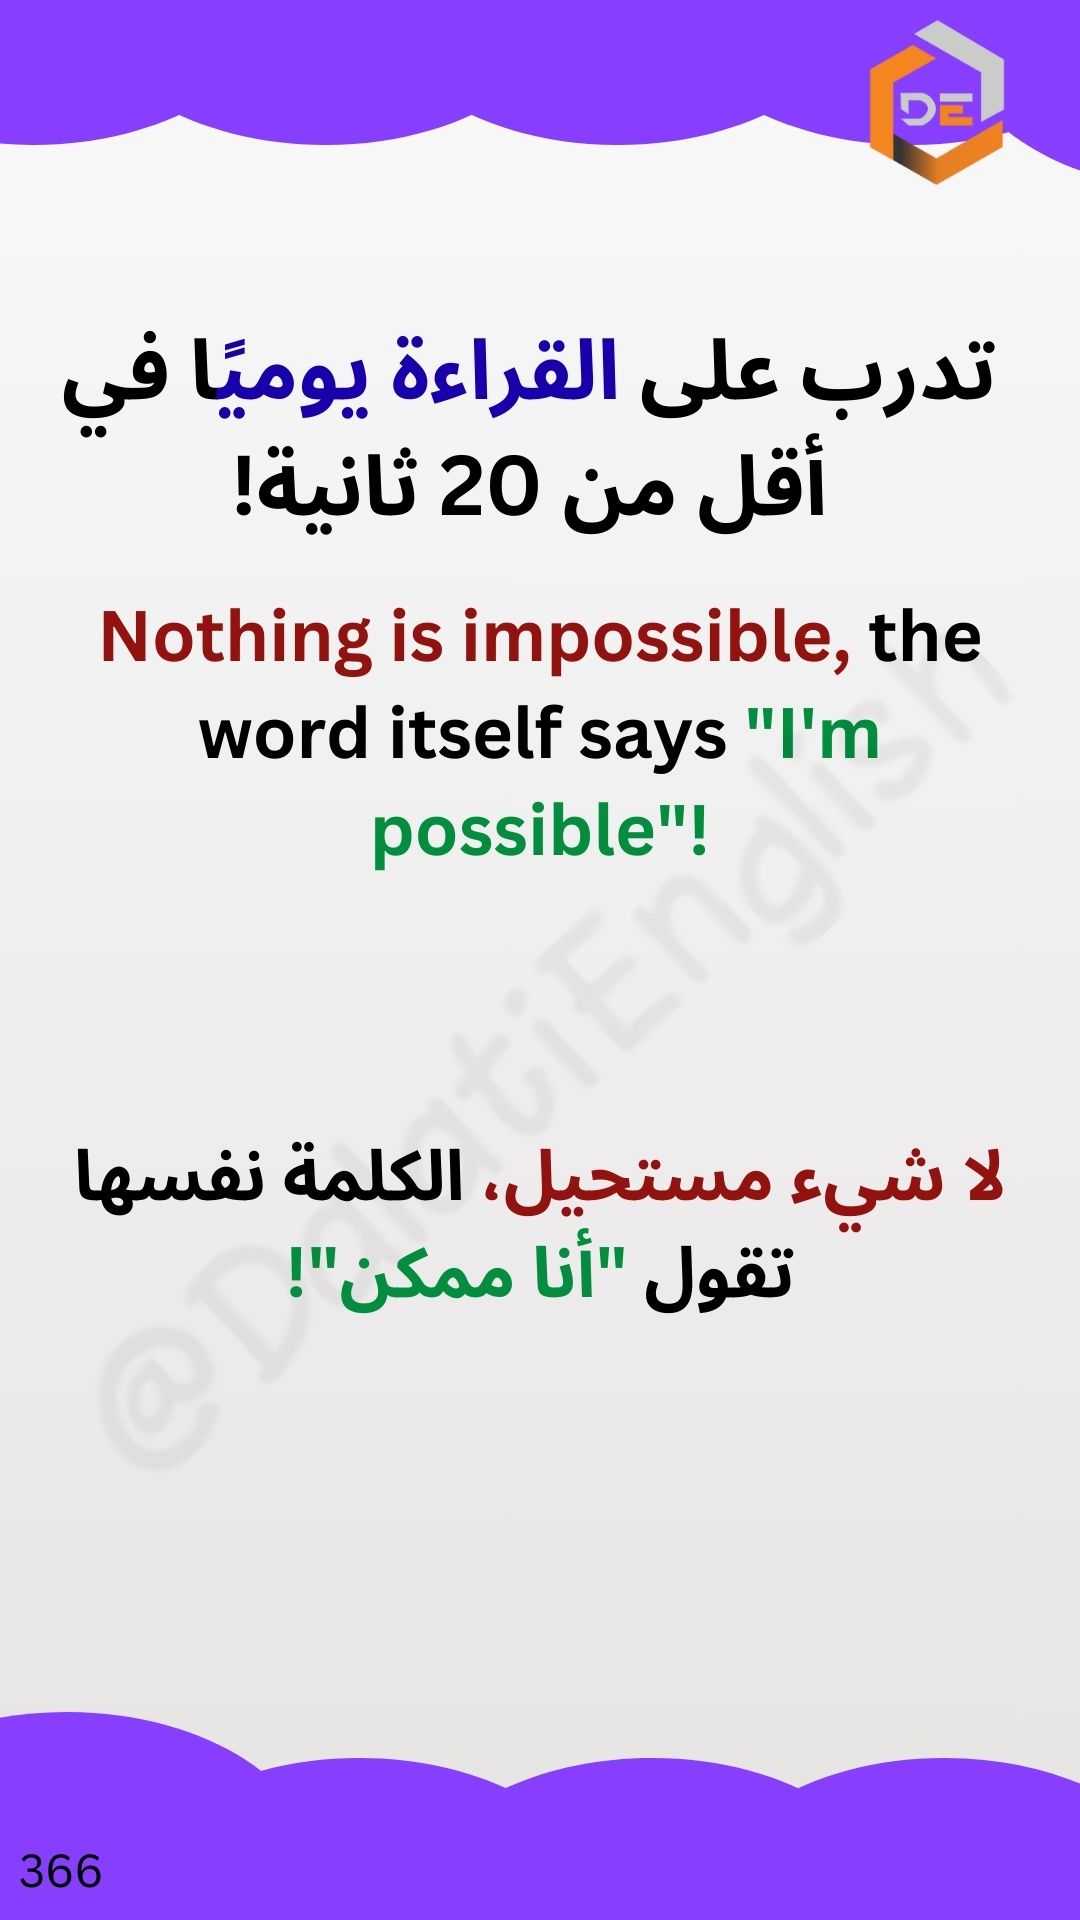 DE
تدرب على القراءة يوميًا في
أقل من 20 ثانية!
Nothing is impossible, the
word itself says "I'm
possible"!
@DalatiEnglish
لا شيء مستحيل، الكلمة نفسها
تقول "أنا ممكن"!
366